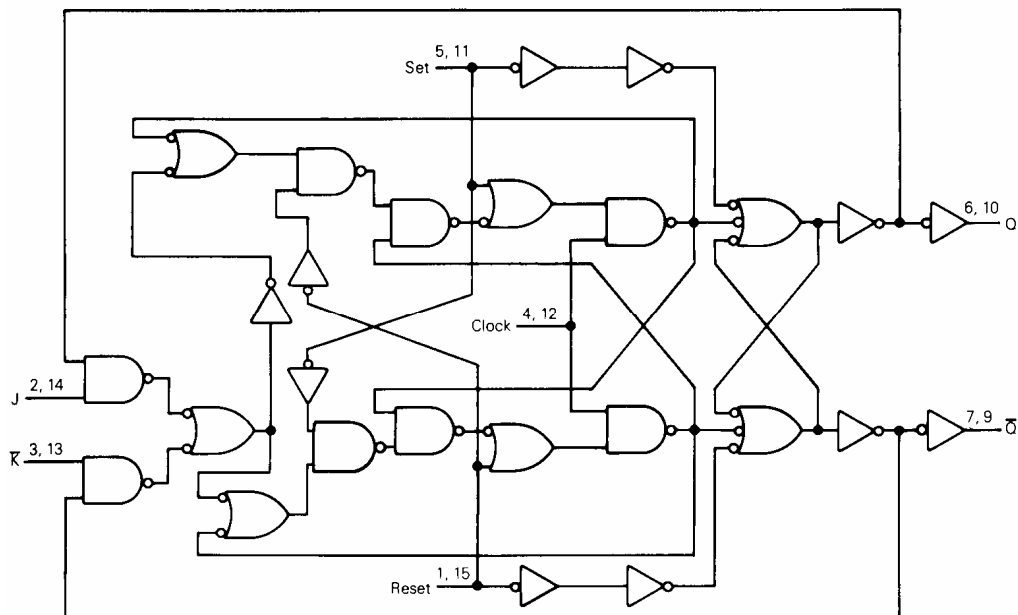 5, 11
Set
6, 10
Q
4, 12
Clock
2, 14
J
3, 13
K̅
7, 9
Q̅
1, 15
Reset